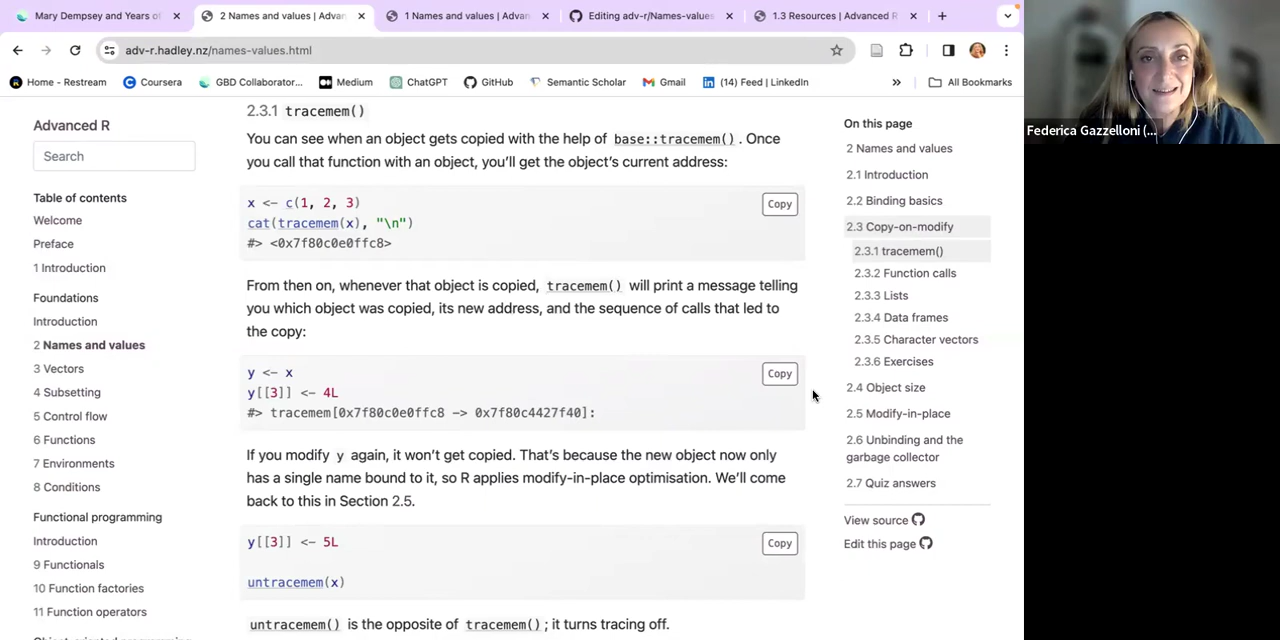 Mary Dempsey and Years of
2 Names and values | Advan
1 Names and values | Advan
Editing adv-r/Names-values
1.3 Resources | Advanced R
adv-r.hadley.nz/names-values.html
Home - Restream
Coursera
GBD Collaborator...
Medium
ChatGPT
GitHub
Semantic Scholar
Gmail
(14) Feed | LinkedIn
»
All Bookmarks
Advanced R
Search
Table of contents
Welcome
Preface
1 Introduction
Foundations
Introduction
2 Names and values
3 Vectors
4 Subsetting
5 Control flow
6 Functions
7 Environments
8 Conditions
Functional programming
Introduction
9 Functionals
10 Function factories
11 Function operators
2.3.1 tracemem()
You can see when an object gets copied with the help of base::tracemem(). Once
you call that function with an object, you'll get the object's current address:
x <- c(1, 2, 3)
cat(tracemem(x), "\n")
#> <0x7f80c0e0ffc8>
Copy
From then on, whenever that object is copied, tracemem() will print a message telling
you which object was copied, its new address, and the sequence of calls that led to
the copy:
y <- x
y[[3]] <- 4L
#> tracemem[0x7f80c0e0ffc8 -> 0x7f80c4427f40]:
Copy
If you modify y again, it won't get copied. That's because the new object now only
has a single name bound to it, so R applies modify-in-place optimisation. We'll come
back to this in Section 2.5.
y[[3]] <- 5L
untracemem(x)
Copy
untracemem() is the opposite of tracemem(); it turns tracing off.
On this page
2 Names and values
2.1 Introduction
2.2 Binding basics
2.3 Copy-on-modify
2.3.1 tracemem()
2.3.2 Function calls
2.3.3 Lists
2.3.4 Data frames
2.3.5 Character vectors
2.3.6 Exercises
2.4 Object size
2.5 Modify-in-place
2.6 Unbinding and the
garbage collector
2.7 Quiz answers
View source
Edit this page
Federica Gazzelloni (...